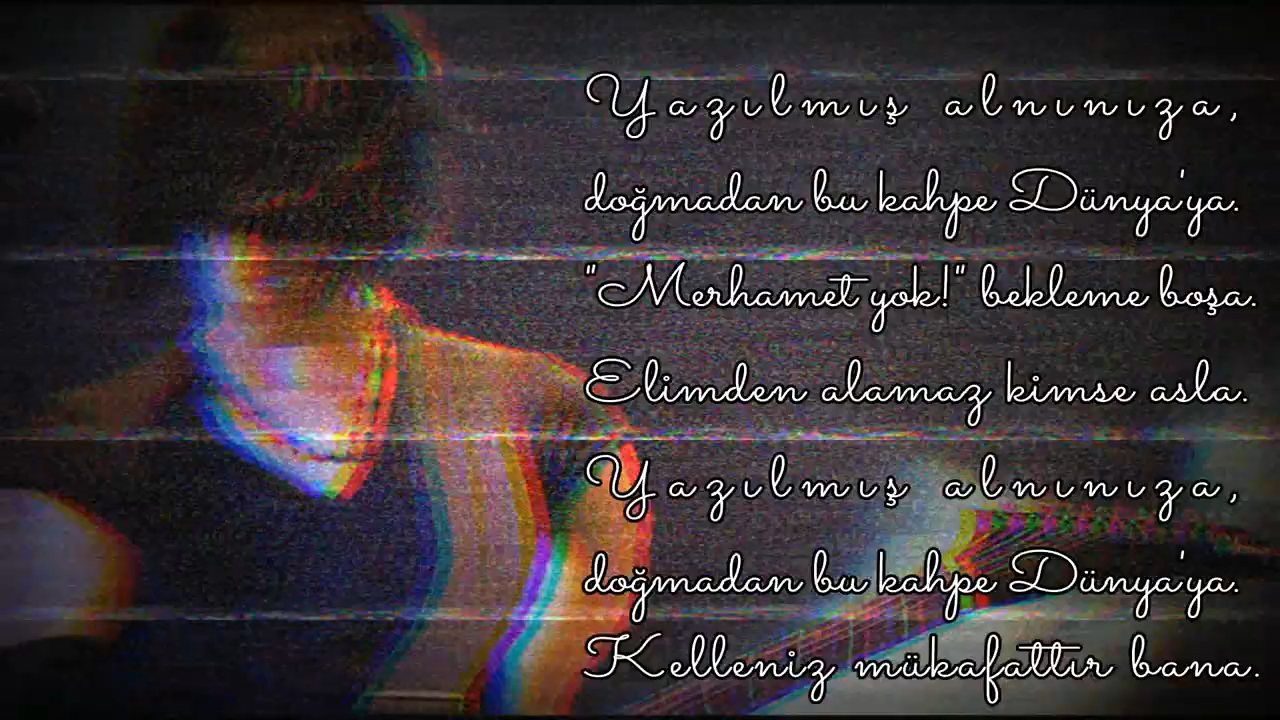 Yazılmış alnınıza,
doğmadan bu kahpe Dünya'ya.
"Merhamet yok!" bekleme boşa.
Elimden alamaz kimse asla.
Yazılmış alnınıza,
doğmadan bu kahpe Dünya'ya.
Kelleniz mükafattır bana.